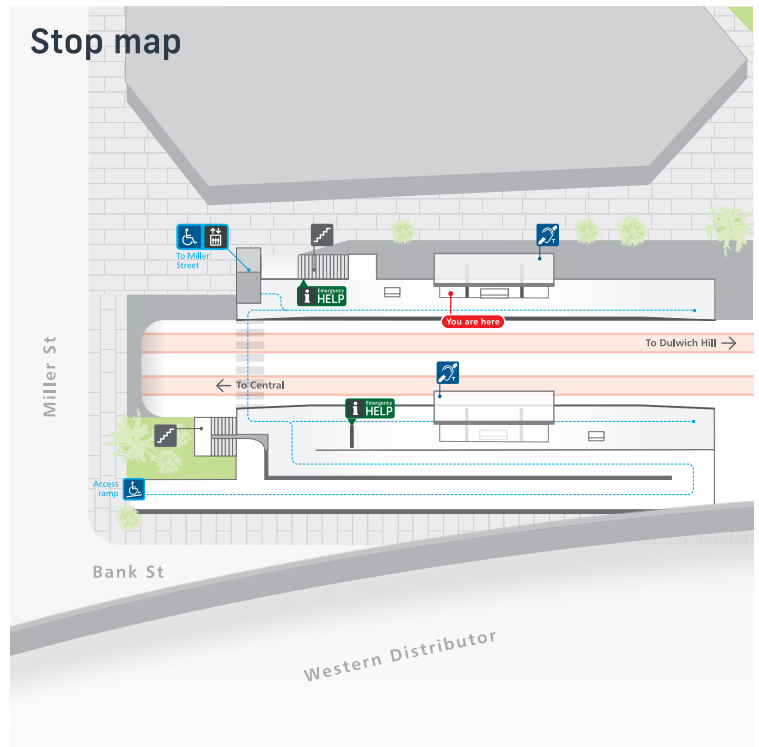 Stop map
To Miller
Street
T
Emergency
HELP
You are here
To Dulwich Hill
Miller St
T
To Central
Emergency
HELP
Access
ramp
Bank St
Western Distributor